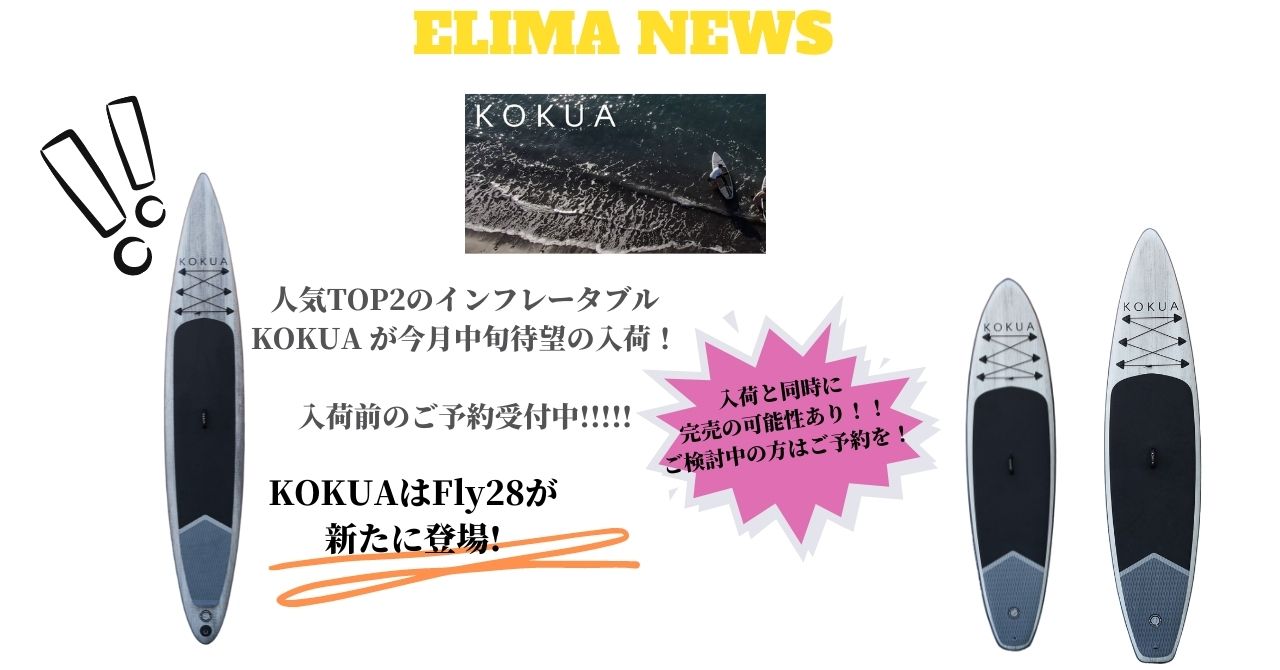 ELIMA NEWS
KOKUA
KOKUA
人気TOP2のインフレータブル
KOKUA が今月中旬待望の入荷！
入荷前のご予約受付中!!!!!
KOKUAはFly28が
新たに登場!
入荷と同時に
完売の可能性あり！！
ご検討中の方はご予約を！
KOKUA
KOKUA